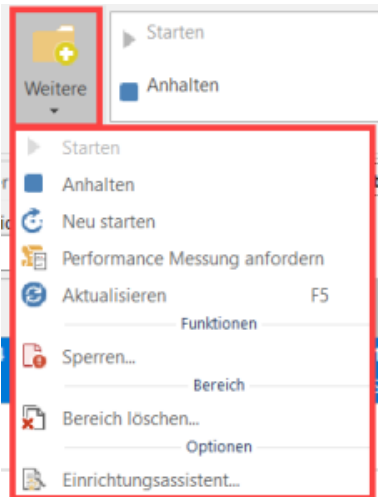 Starten
Weitere
Anhalten
Starten
Anhalten
Neu starten
Performance Messung anfordern
Aktualisieren F5
Funktionen
Sperren...
Bereich
Bereich löschen...
Optionen
Einrichtungsassistent...